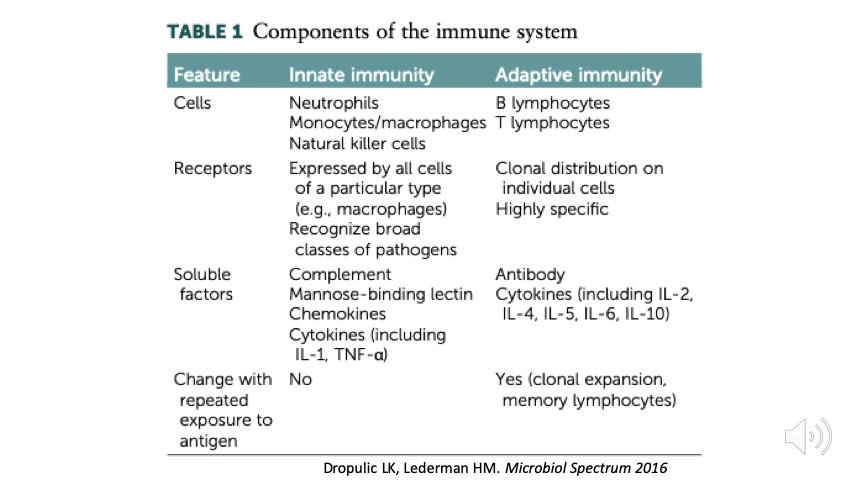 TABLE 1 Components of the immune system
Feature Innate immunity Adaptive immunity
Cells Neutrophils B lymphocytes
Monocytes/macrophages T lymphocytes
Natural killer cells
Receptors Expressed by all cells Clonal distribution on
of a particular type individual cells
(e.g., macrophages) Highly specific
Recognize broad
classes of pathogens
Soluble Complement Antibody
factors Mannose-binding lectin Cytokines (including IL-2,
Chemokines IL-4, IL-5, IL-6, IL-10)
Cytokines (including
IL-1, TNF-α)
Change with No Yes (clonal expansion,
repeated memory lymphocytes)
exposure to
antigen
Dropulic LK, Lederman HM. Microbiol Spectrum 2016